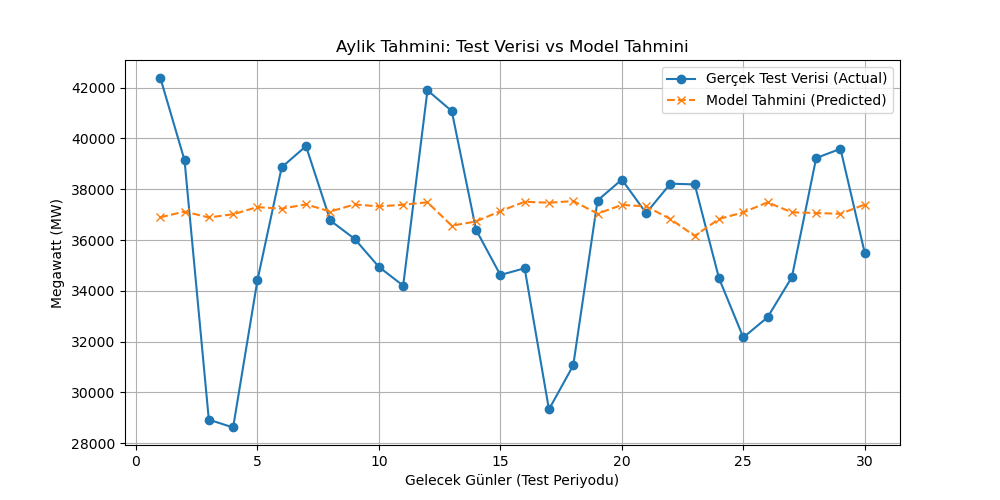 Aylik Tahmini: Test Verisi vs Model Tahmini
Gerçek Test Verisi (Actual)
Model Tahmini (Predicted)
Megawatt (MW)
42000
40000
38000
36000
34000
32000
30000
28000
0 5 10 15 20 25 30
Gelecek Günler (Test Periyodu)